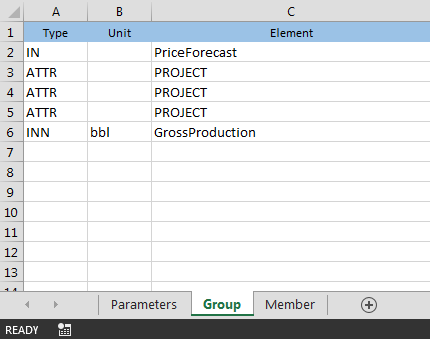 A B C
1 Type Unit Element
2 IN PriceForecast
3 ATTR PROJECT
4 ATTR PROJECT
5 ATTR PROJECT
6 INN bbl GrossProduction
7
8
9
10
11
12
13
14
Parameters Group Member
READY